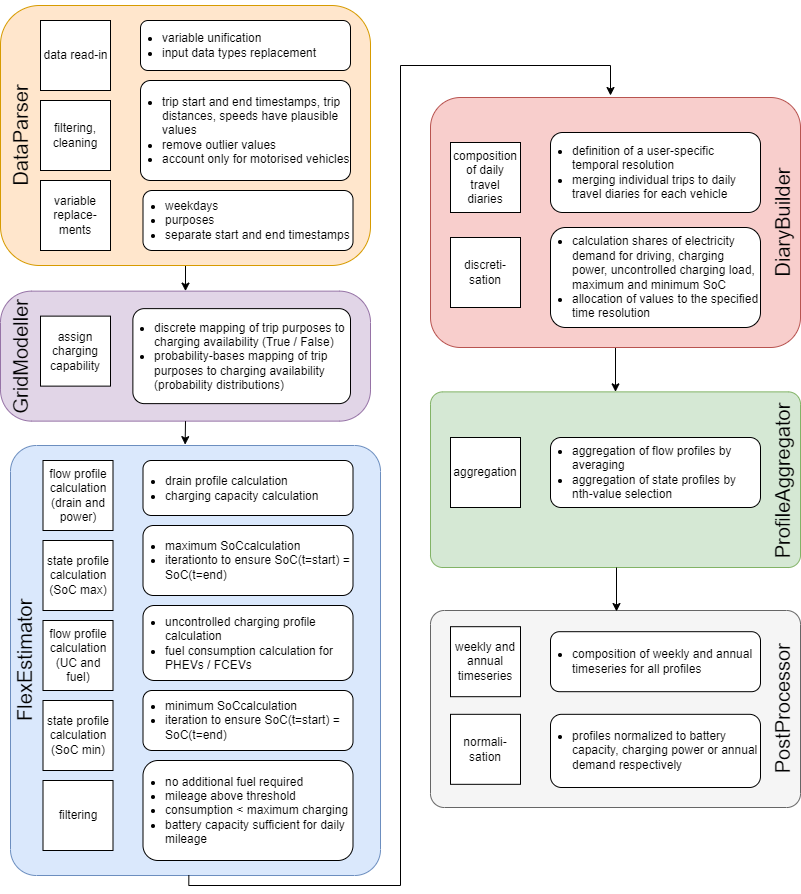 DataParser
data read-in
• variable unification
• input data types replacement
filtering,
cleaning
• trip start and end timestamps, trip
distances, speeds have plausible
values
• remove outlier values
• account only for motorised vehicles
variable
replace-
ments
• weekdays
• purposes
• separate start and end timestamps
GridModeller
assign
charging
capability
• discrete mapping of trip purposes to
charging availability (True / False)
• probability-bases mapping of trip
purposes to charging availability
(probability distributions)
FlexEstimator
flow profile
calculation
(drain and
power)
• drain profile calculation
• charging capacity calculation
state profile
calculation
(SoC max)
• maximum SoCcalculation
• iterationto to ensure SoC(t=start) =
SoC(t=end)
flow profile
calculation
(UC and
fuel)
• uncontrolled charging profile
calculation
• fuel consumption calculation for
PHEVs / FCEVs
state profile
calculation
(SoC min)
• minimum SoCcalculation
• iteration to ensure SoC(t=start) =
SoC(t=end)
filtering
• no additional fuel required
• mileage above threshold
• consumption < maximum charging
• battery capacity sufficient for daily
mileage
DiaryBuilder
composition
of daily
travel
diaries
• definition of a user-specific
temporal resolution
• merging individual trips to daily
travel diaries for each vehicle
discreti-
sation
• calculation shares of electricity
demand for driving, charging
power, uncontrolled charging load,
maximum and minimum SoC
• allocation of values to the specified
time resolution
ProfileAggregator
aggregation
• aggregation of flow profiles by
averaging
• aggregation of state profiles by
nth-value selection
PostProcessor
weekly and
annual
timeseries
• composition of weekly and annual
timeseries for all profiles
normali-
sation
• profiles normalized to battery
capacity, charging power or annual
demand respectively